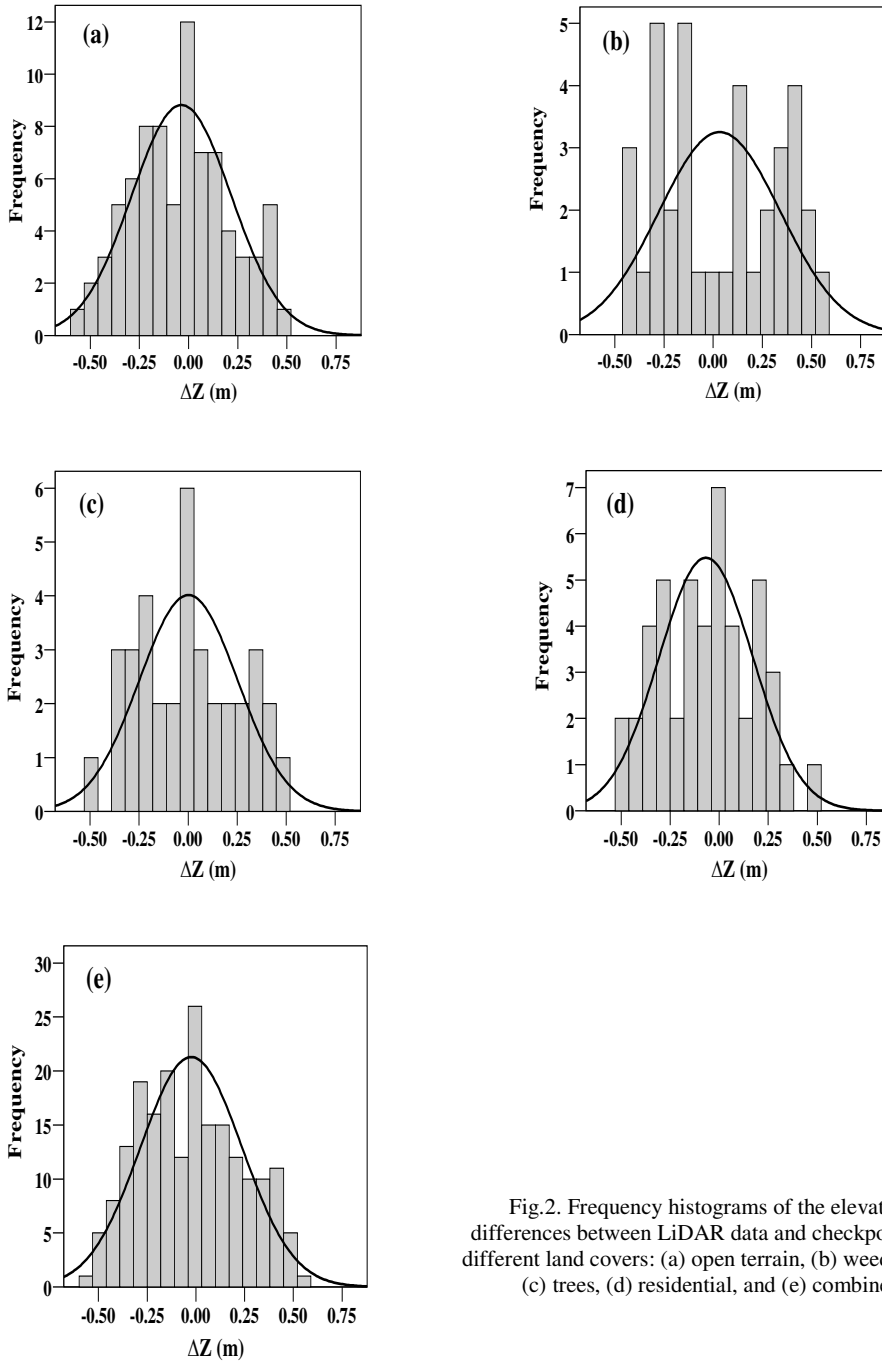 (a)
Frequency
12
10
8
6
4
2
0
-0.50 -0.25 0.00 0.25 0.50 0.75
ΔZ (m)
(b)
Frequency
5
4
3
2
1
0
-0.50 -0.25 0.00 0.25 0.50 0.75
ΔZ (m)
(c)
Frequency
6
5
4
3
2
1
0
-0.50 -0.25 0.00 0.25 0.50 0.75
ΔZ (m)
(d)
Frequency
7
6
5
4
3
2
1
0
-0.50 -0.25 0.00 0.25 0.50 0.75
ΔZ (m)
(e)
Frequency
30
25
20
15
10
5
0
-0.50 -0.25 0.00 0.25 0.50 0.75
ΔZ (m)
Fig.2. Frequency histograms of the elevat
differences between LiDAR data and checkpo
different land covers: (a) open terrain, (b) weed
(c) trees, (d) residential, and (e) combine